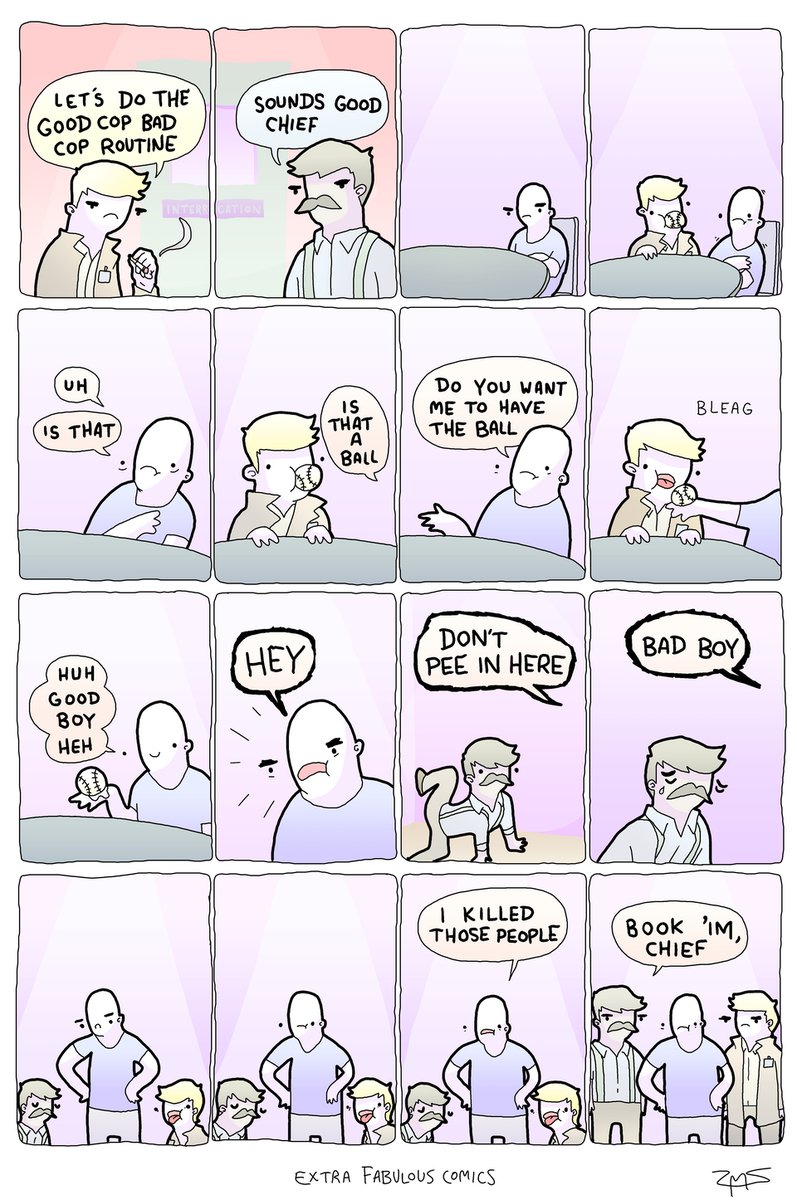 LET'S DO THE
GOOD COP BAD
COP ROUTINE
INTERROGATION
SOUNDS GOOD
CHIEF
UH
IS THAT
IS
THAT
A
BALL
DO YOU WANT
ME TO HAVE
THE BALL
BLEAG
HUH
GOOD
BOY
HEH
HEY
DON'T
PEE IN HERE
BAD BOY
I KILLED
THOSE PEOPLE
BOOK 'IM,
CHIEF
EXTRA FABULOUS COMICS
ZMS